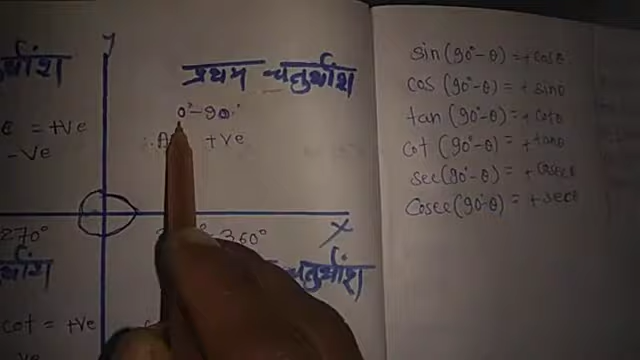 y
र्थांश
प्रथम चतुर्थांश
0°-90°
= +Ve
-Ve
+Ve
270°
360°
X
र्थांश
चतुर्थांश
cot = +Ve
ve
sin (90°-θ) = + cosθ
cos (90°-θ) = + sinθ
tan (90°-θ) = + cotθ
cot (90°-θ) = + tanθ
sec (90°-θ) = + cosecθ
Cosec (90°-θ) = + secθ